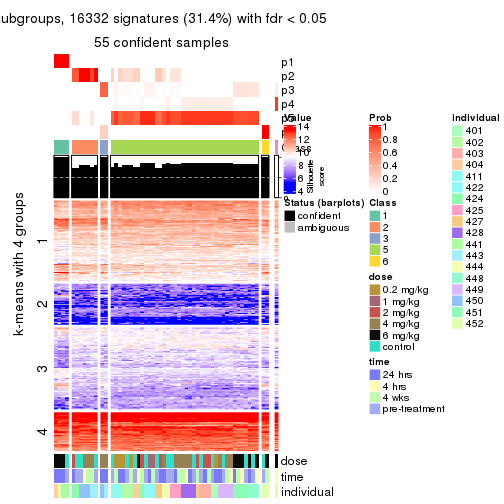 ubgroups, 16332 signatures (31.4%) with fdr < 0.05
55 confident samples
p1
p2
p3
p4
k-means with 4 groups
1
2
3
4
Value
14
12
10
8
6
4
Silhouette
score
Status (barplots)
confident
ambiguous
dose
time
individual
Prob
1
0.8
0.6
0.4
0.2
0
Class
1
2
3
5
6
dose
0.2 mg/kg
1 mg/kg
2 mg/kg
4 mg/kg
6 mg/kg
control
time
24 hrs
4 hrs
4 wks
pre-treatment
individual
401
402
403
404
411
422
424
425
427
428
441
443
444
448
449
450
451
452